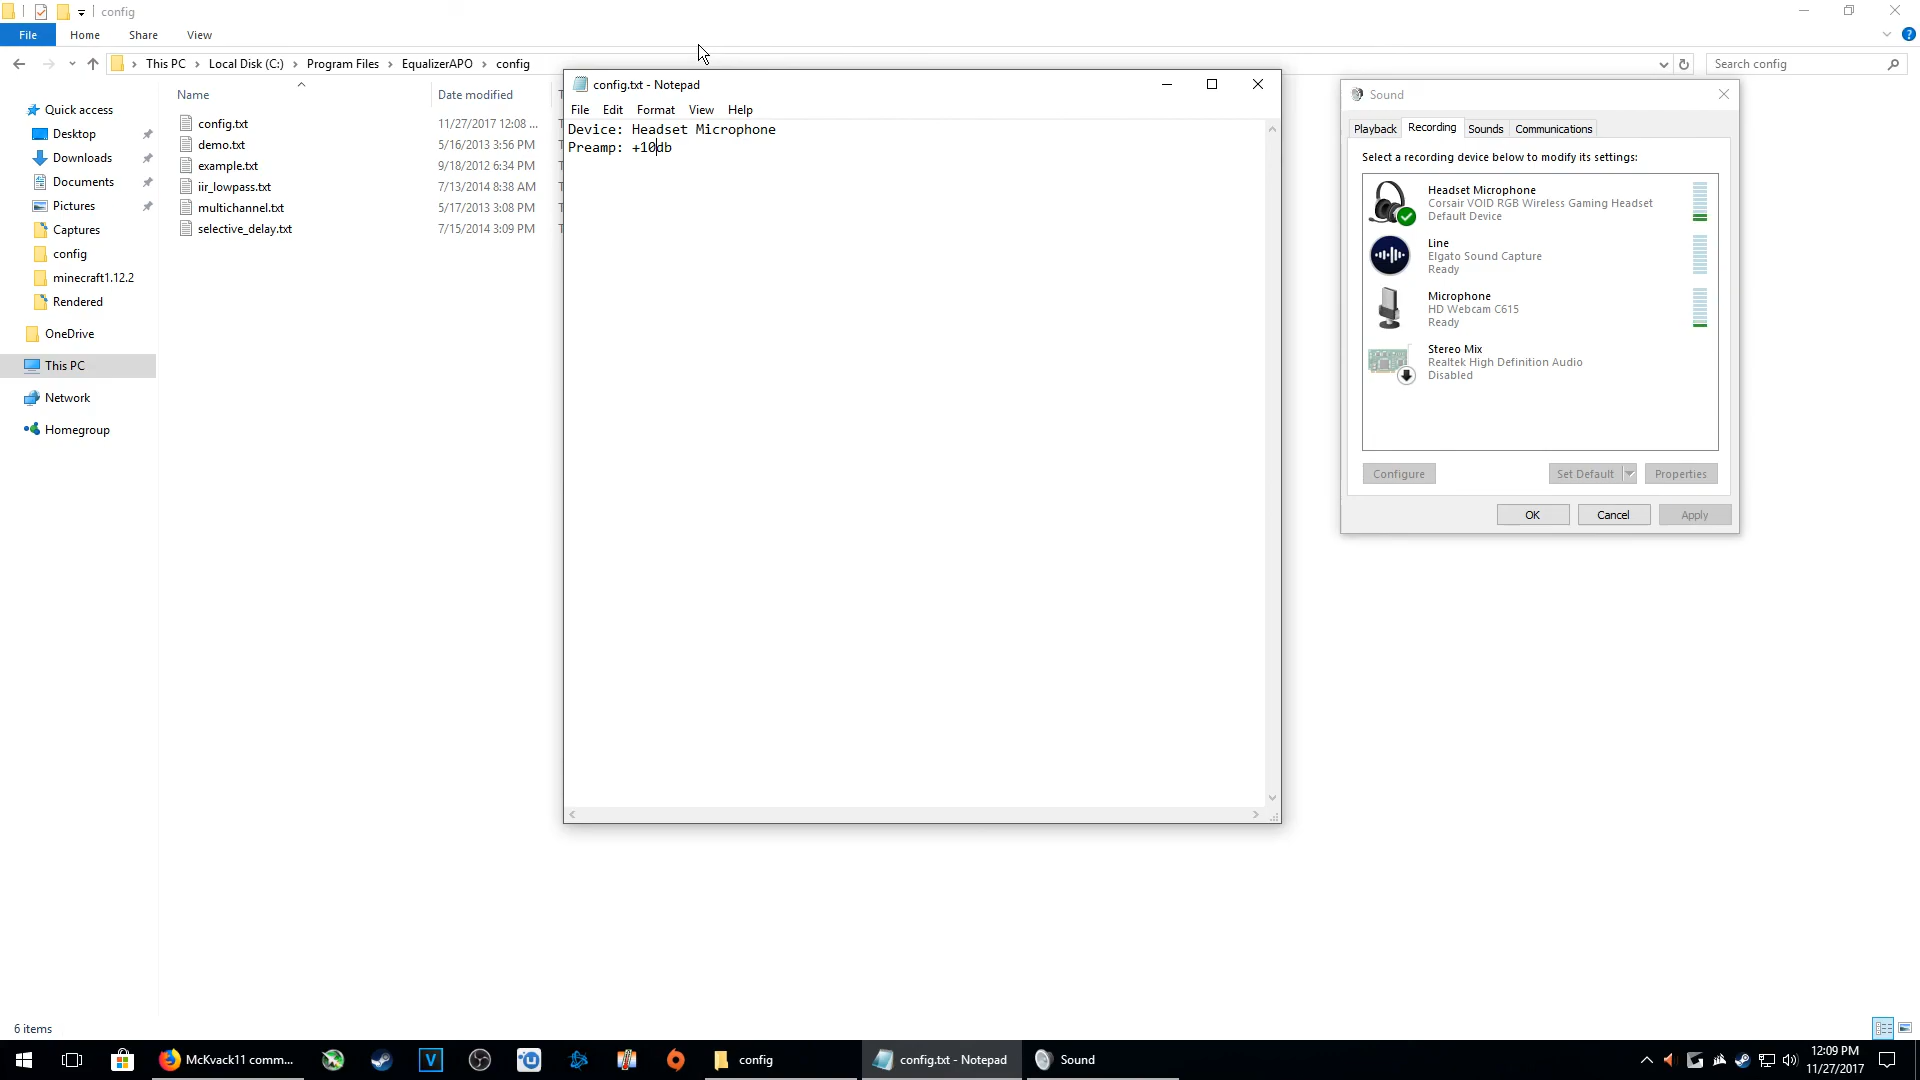 config
File
Home
Share
View
This PC
Local Disk (C:)
Program Files
EqualizerAPO
config
Search config
Name
Date modified
Quick access
Desktop
Downloads
Documents
Pictures
Captures
config
minecraft1.12.2
Rendered
OneDrive
This PC
Network
Homegroup
config.txt 11/27/2017 12:08 ...
demo.txt 5/16/2013 3:56 PM
example.txt 9/18/2012 6:34 PM
iir_lowpass.txt 7/13/2014 8:38 AM
multichannel.txt 5/17/2013 3:08 PM
selective_delay.txt 7/15/2014 3:09 PM
config.txt - Notepad
File Edit Format View Help
Device: Headset Microphone
Preamp: +10db
Sound
Playback Recording Sounds Communications
Select a recording device below to modify its settings:
Headset Microphone
Corsair VOID RGB Wireless Gaming Headset
Default Device
Line
Elgato Sound Capture
Ready
Microphone
HD Webcam C615
Ready
Stereo Mix
Realtek High Definition Audio
Disabled
Configure
Set Default
Properties
OK
Cancel
Apply
6 items
McKvack11 comm...
V
config
config.txt - Notepad
Sound
12:09 PM
11/27/2017